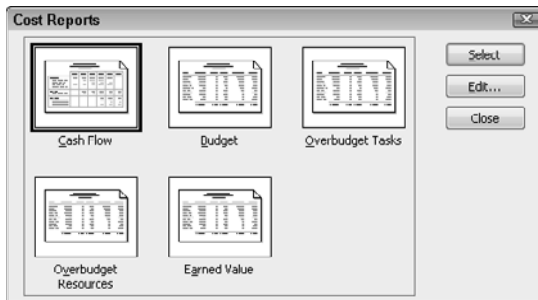 Cost Reports
Select
Edit...
Close
Cash Flow
Budget
Overbudget Tasks
Overbudget
Resources
Earned Value